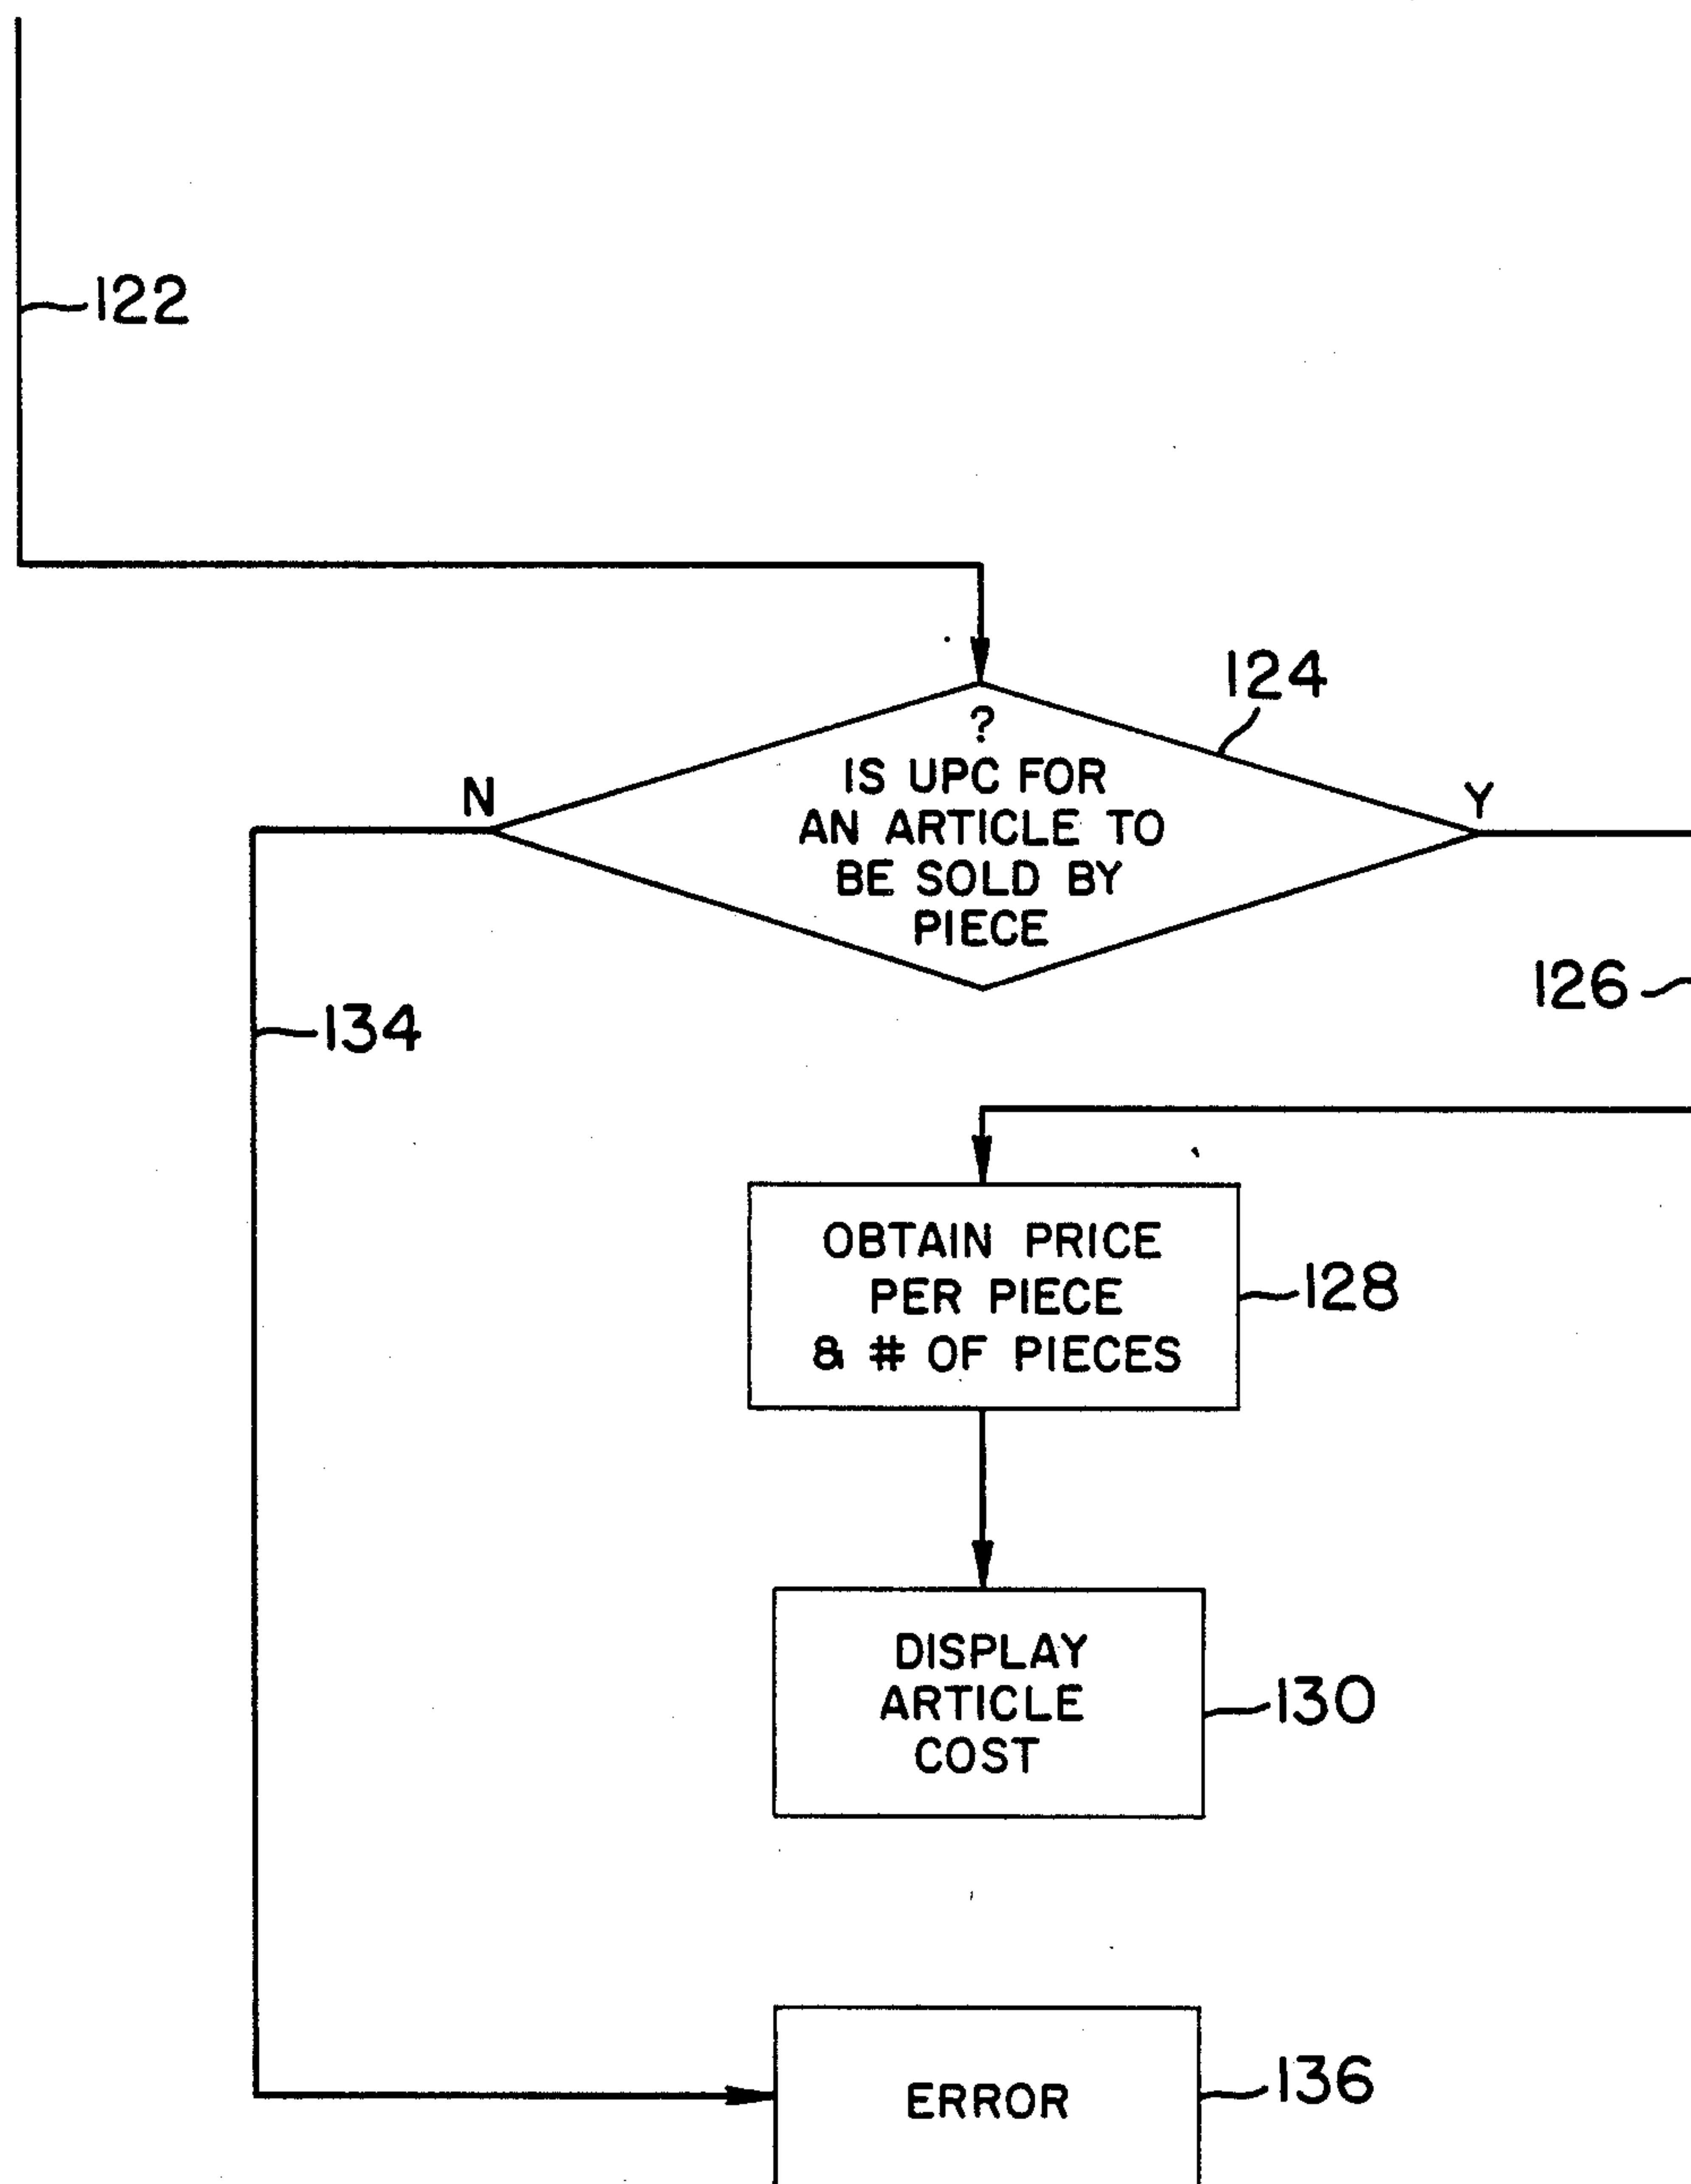 122
124
?
IS UPC FOR
AN ARTICLE TO
BE SOLD BY
PIECE
N
Y
126
134
OBTAIN PRICE
PER PIECE
& # OF PIECES
128
DISPLAY
ARTICLE
COST
130
ERROR
136